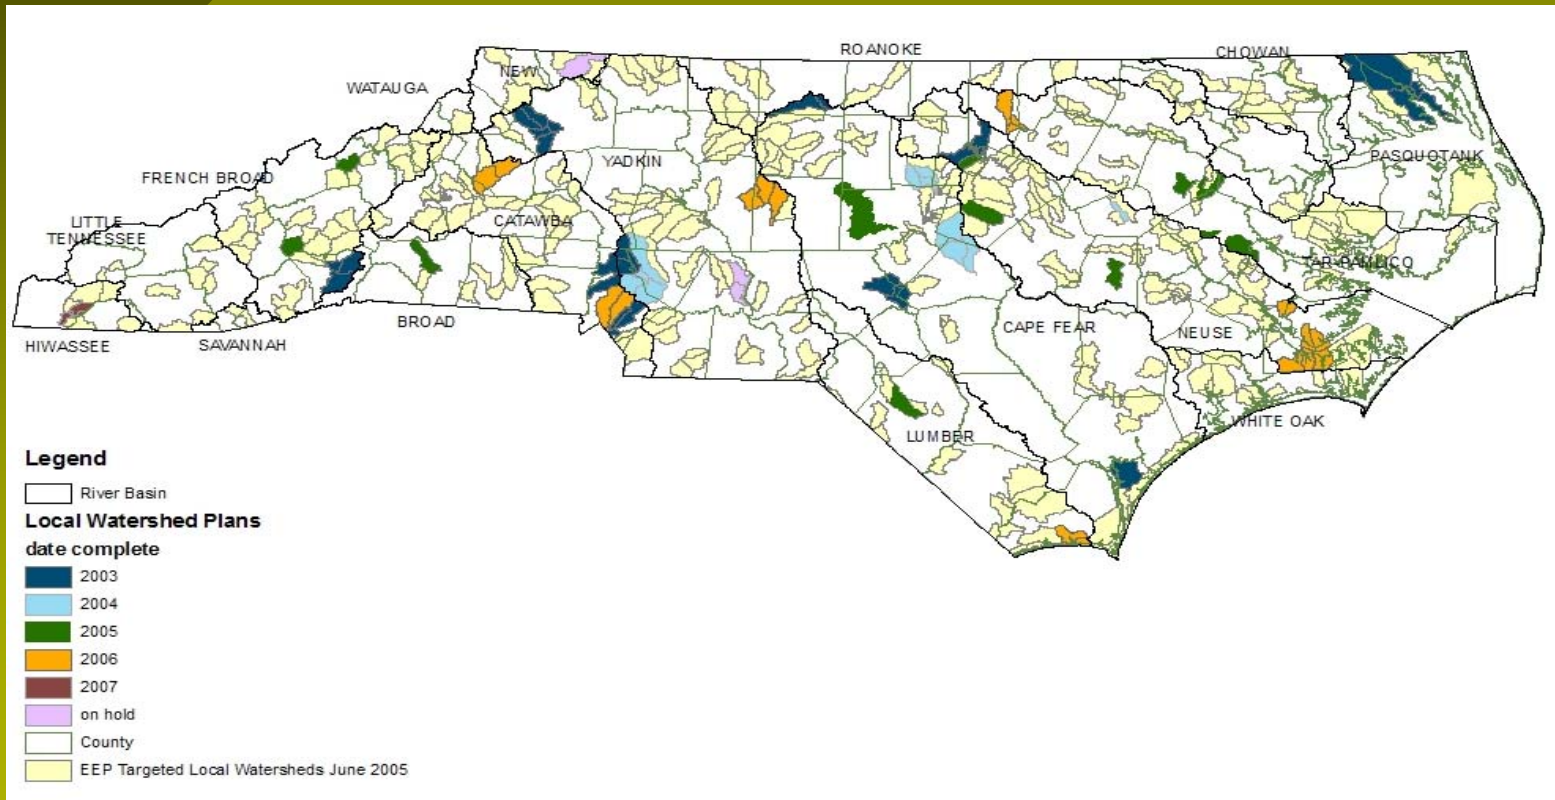 ROANOKE
CHOWAN
NEW
WATAUGA
YADKIN
PASQUOTANK
FRENCH BROAD
LITTLE
TENNESSEE
CATAWBA
TAR-PAMLICO
BROAD
CAPE FEAR
NEUSE
HIWASSEE
SAVANNAH
WHITE OAK
LUMBER
Legend
River Basin
Local Watershed Plans
date complete
2003
2004
2005
2006
2007
on hold
County
EEP Targeted Local Watersheds June 2005